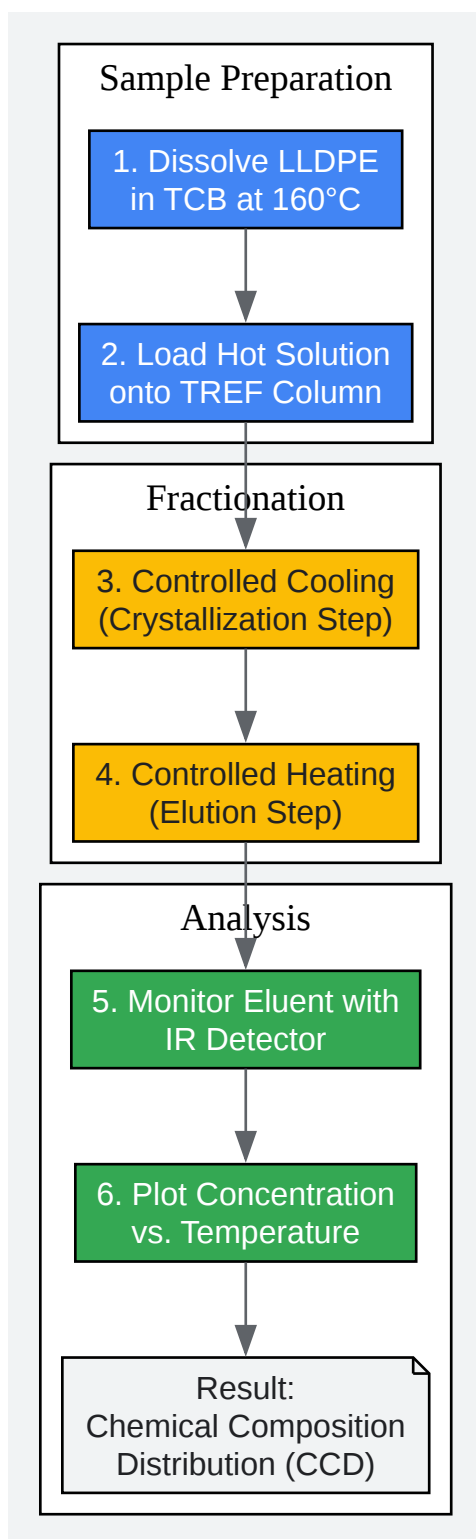 Sample Preparation
1. Dissolve LLDPE
in TCB at 160°C
2. Load Hot Solution
onto TREF Column
Fractionation
3. Controlled Cooling
(Crystallization Step)
4. Controlled Heating
(Elution Step)
Analysis
5. Monitor Eluent with
IR Detector
6. Plot Concentration
vs. Temperature
Result:
Chemical Composition
Distribution (CCD)